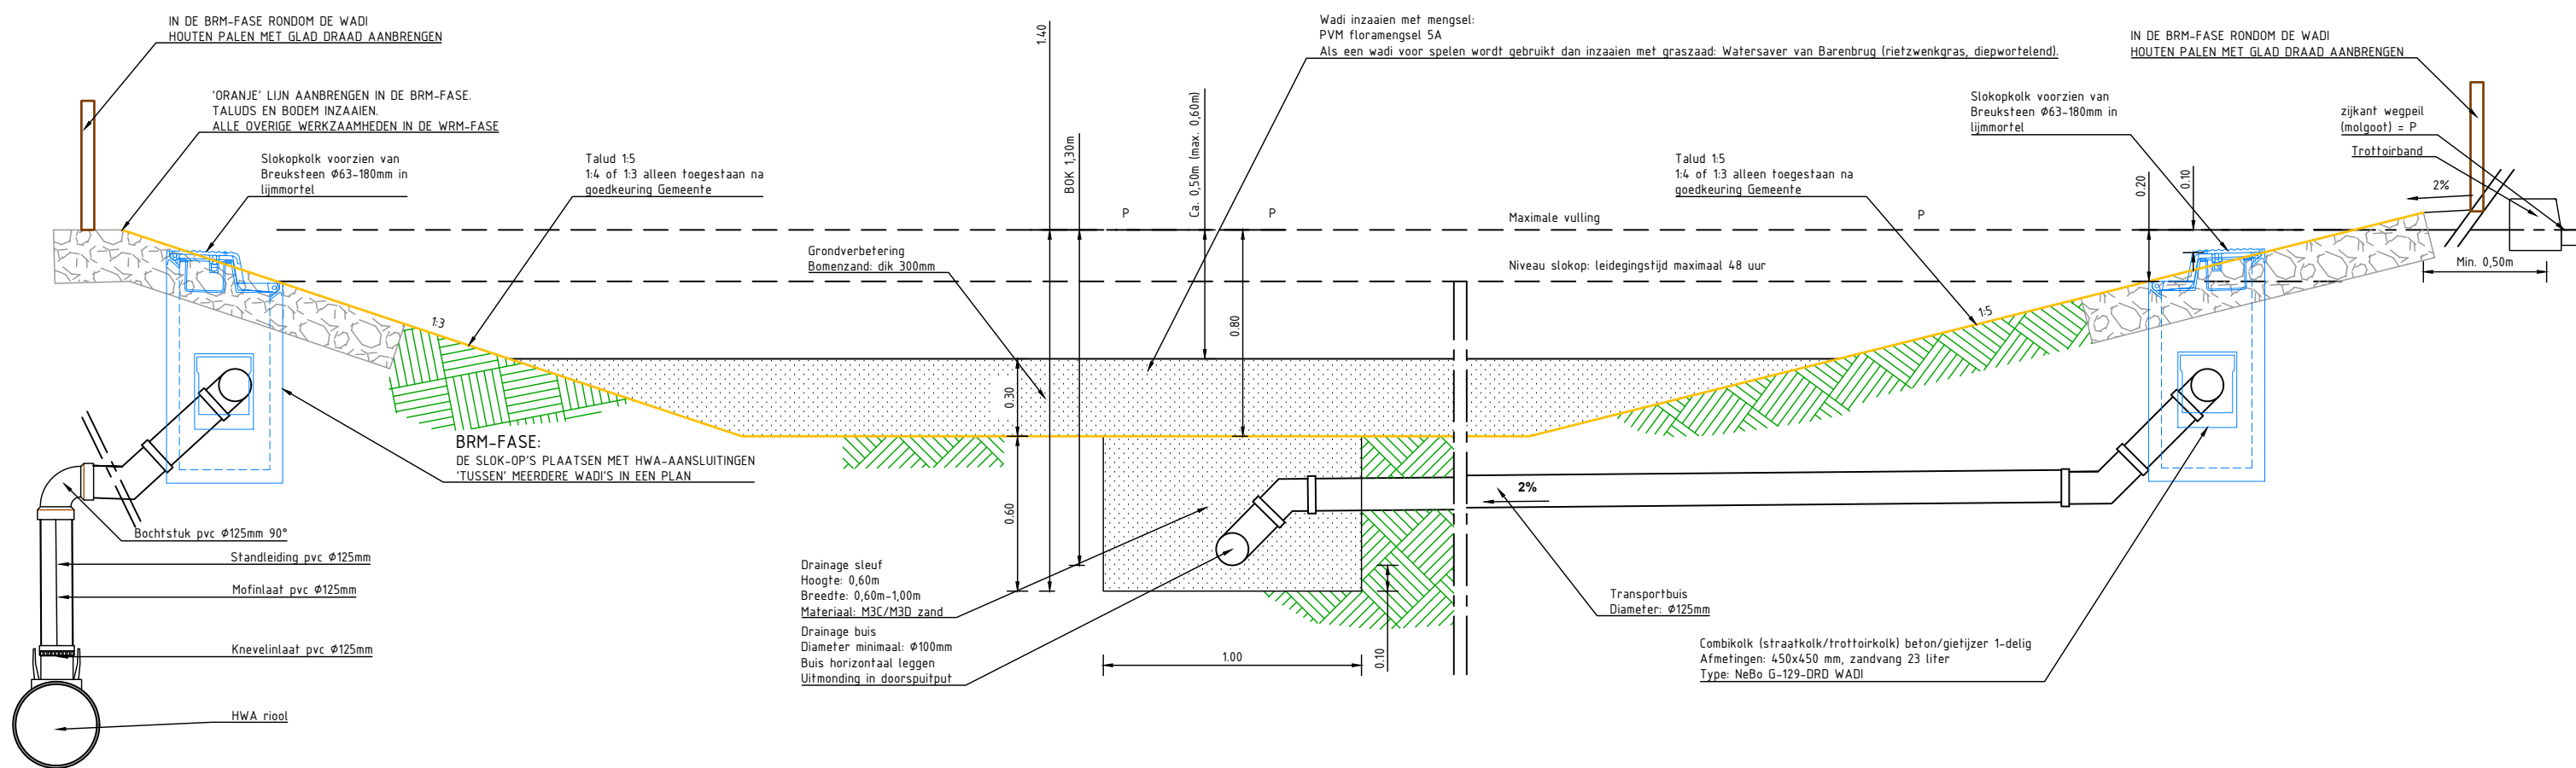 IN DE BRM-FASE RONDOM DE WADI
HOUTEN PALEN MET GLAD DRAAD AANBRENGEN
'ORANJE' LIJN AANBRENGEN IN DE BRM-FASE.
TALUDS EN BODEM INZAAIEN.
ALLE OVERIGE WERKZAAMHEDEN IN DE WRM-FASE
Slokopkolk voorzien van
Breuksteen Ø63-180mm in
lijmmortel
Talud 1:5
1:4 of 1:3 alleen toegestaan na
goedkeuring Gemeente
Grondverbetering
Bomenzand: dik 300mm
1.40
BOK 1,30m
Ca. 0,50m (max. 0,60m)
P
P
0.80
0.30
0.60
Wadi inzaaien met mengsel:
PVM floramengsel 5A
Als een wadi voor spelen wordt gebruikt dan inzaaien met graszaad: Watersaver van Barenbrug (rietzwenkgras, diepwortelend).
Maximale vulling
Niveau slokop: leidegingstijd maximaal 48 uur
Talud 1:5
1:4 of 1:3 alleen toegestaan na
goedkeuring Gemeente
P
Slokopkolk voorzien van
Breuksteen Ø63-180mm in
lijmmortel
IN DE BRM-FASE RONDOM DE WADI
HOUTEN PALEN MET GLAD DRAAD AANBRENGEN
zijkant wegpeil
(molgoot) = P
Trottoirband
0.20
0.10
2%
Min. 0,50m
1:3
1:5
BRM-FASE:
DE SLOK-OP'S PLAATSEN MET HWA-AANSLUITINGEN
'TUSSEN' MEERDERE WADI'S IN EEN PLAN
Bochtstuk pvc Ø125mm 90°
Standleiding pvc Ø125mm
Mofinlaat pvc Ø125mm
Knevelinlaat pvc Ø125mm
HWA riool
Drainage sleuf
Hoogte: 0,60m
Breedte: 0,60m-1,00m
Materiaal: M3C/M3D zand
Drainage buis
Diameter minimaal: Ø100mm
Buis horizontaal leggen
Uitmonding in doorspuitput
1.00
0.10
2%
Transportbuis
Diameter: Ø125mm
Combikolk (straatkolk/trottoirkolk) beton/gietijzer 1-delig
Afmetingen: 450x450 mm, zandvang 23 liter
Type: NeBo G-129-DRD WADI